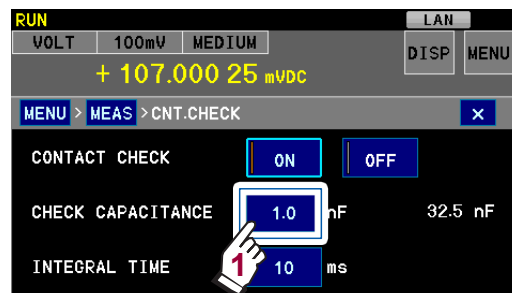 RUN LAN
VOLT 100mV MEDIUM DISP MENU
+ 107.000 25 mVDC
MENU > MEAS >CNT.CHECK ×
CONTACT CHECK ON OFF
CHECK CAPACITANCE 1.0 nF 32.5 nF
1
INTEGRAL TIME 10 ms